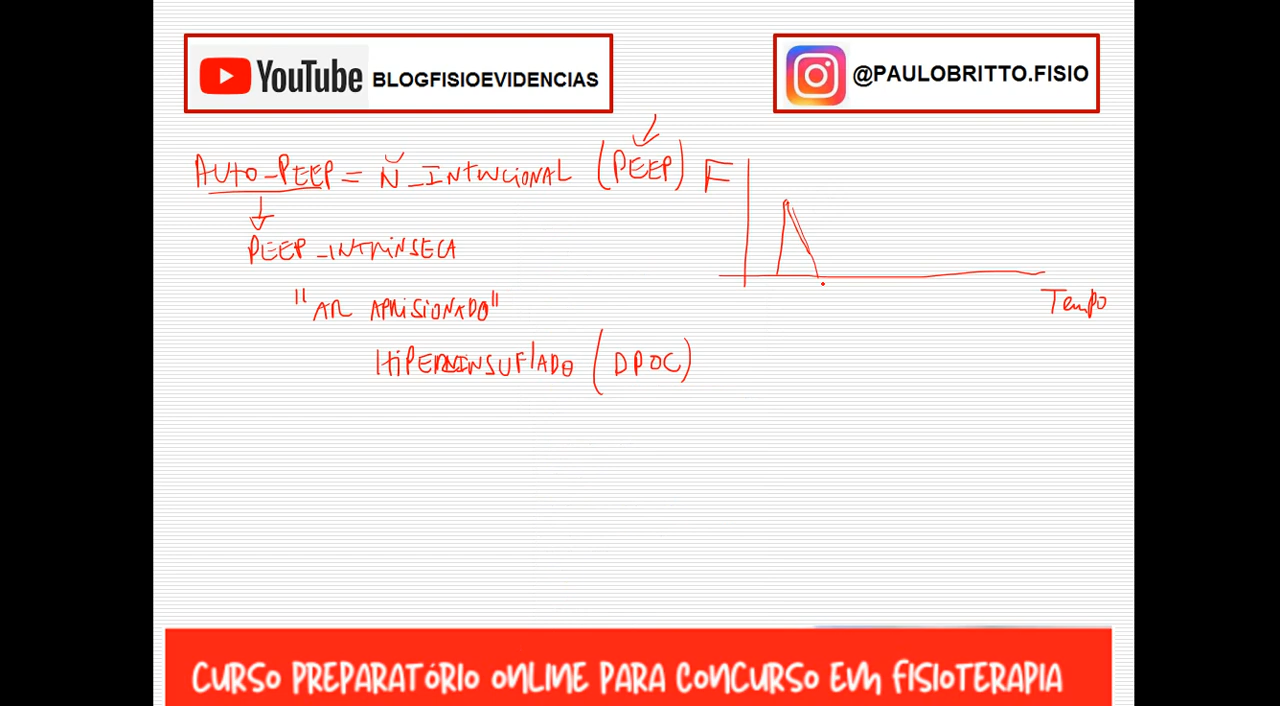 YouTube BLOGFISIOEVIDENCIAS
@PAULOBRITTO.FISIO
AUTO-PEEP = Ñ-INTENCIONAL (PEEP)
F
PEEP-INTRÍNSECA
"AR APRISIONADO"
Tempo
HIPERINSUFLADO (DPOC)
CURSO PREPARATÓRIO ONLINE PARA CONCURSO EM FISIOTERAPIA